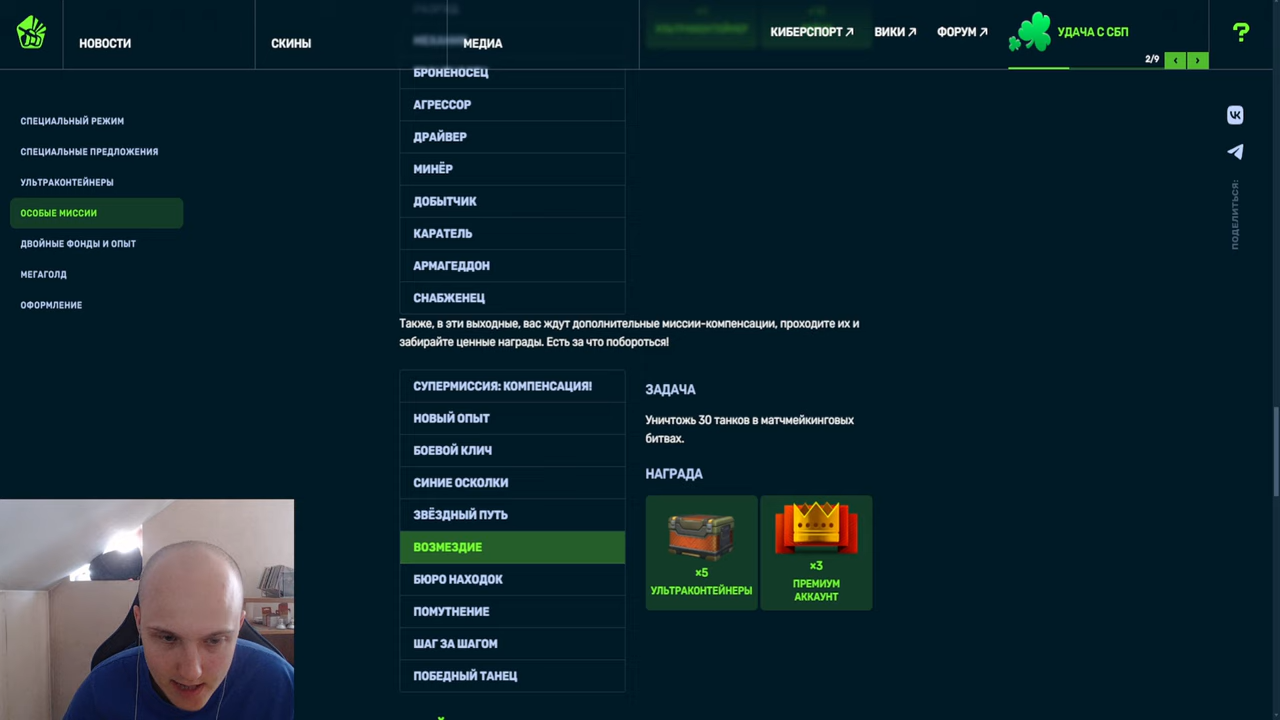 НОВОСТИ
СКИНЫ
МЕДИА
КИБЕРСПОРТ
ВИКИ
ФОРУМ
УДАЧА С СБП
2/9
?
СПЕЦИАЛЬНЫЙ РЕЖИМ
СПЕЦИАЛЬНЫЕ ПРЕДЛОЖЕНИЯ
УЛЬТРАКОНТЕЙНЕРЫ
ОСОБЫЕ МИССИИ
ДВОЙНЫЕ ФОНДЫ И ОПЫТ
МЕГАГОЛД
ОФОРМЛЕНИЕ
БРОНЕНОСЕЦ
АГРЕССОР
ДРАЙВЕР
МИНЁР
ДОБЫТЧИК
КАРАТЕЛЬ
АРМАГЕДДОН
СНАБЖЕНЕЦ
ПОДЕЛИТЬСЯ:
Также, в эти выходные, вас ждут дополнительные миссии-компенсации, проходите их и
забирайте ценные награды. Есть за что побороться!
СУПЕРМИССИЯ: КОМПЕНСАЦИЯ!
НОВЫЙ ОПЫТ
БОЕВОЙ КЛИЧ
СИНИЕ ОСКОЛКИ
ЗВЁЗДНЫЙ ПУТЬ
ВОЗМЕЗДИЕ
БЮРО НАХОДОК
ПОМУТНЕНИЕ
ШАГ ЗА ШАГОМ
ПОБЕДНЫЙ ТАНЕЦ
ЗАДАЧА
Уничтожь 30 танков в матчмейкинговых
битвах.
НАГРАДА
×5
УЛЬТРАКОНТЕЙНЕРЫ
×3
ПРЕМИУМ
АККАУНТ